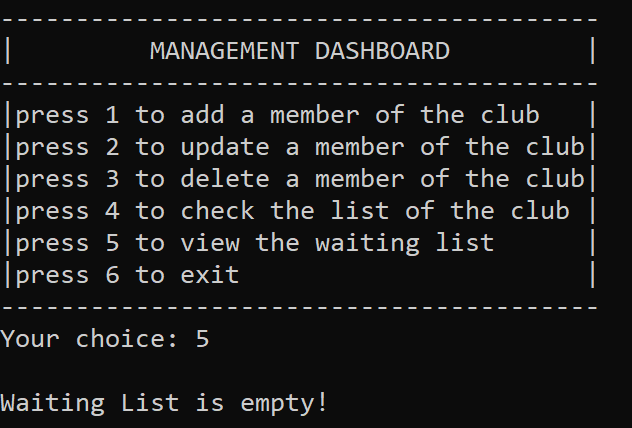 ----------------------------------------
|         MANAGEMENT DASHBOARD         |
----------------------------------------
|press 1 to add a member of the club   |
|press 2 to update a member of the club|
|press 3 to delete a member of the club|
|press 4 to check the list of the club |
|press 5 to view the waiting list      |
|press 6 to exit                       |
----------------------------------------
Your choice: 5
Waiting List is empty!